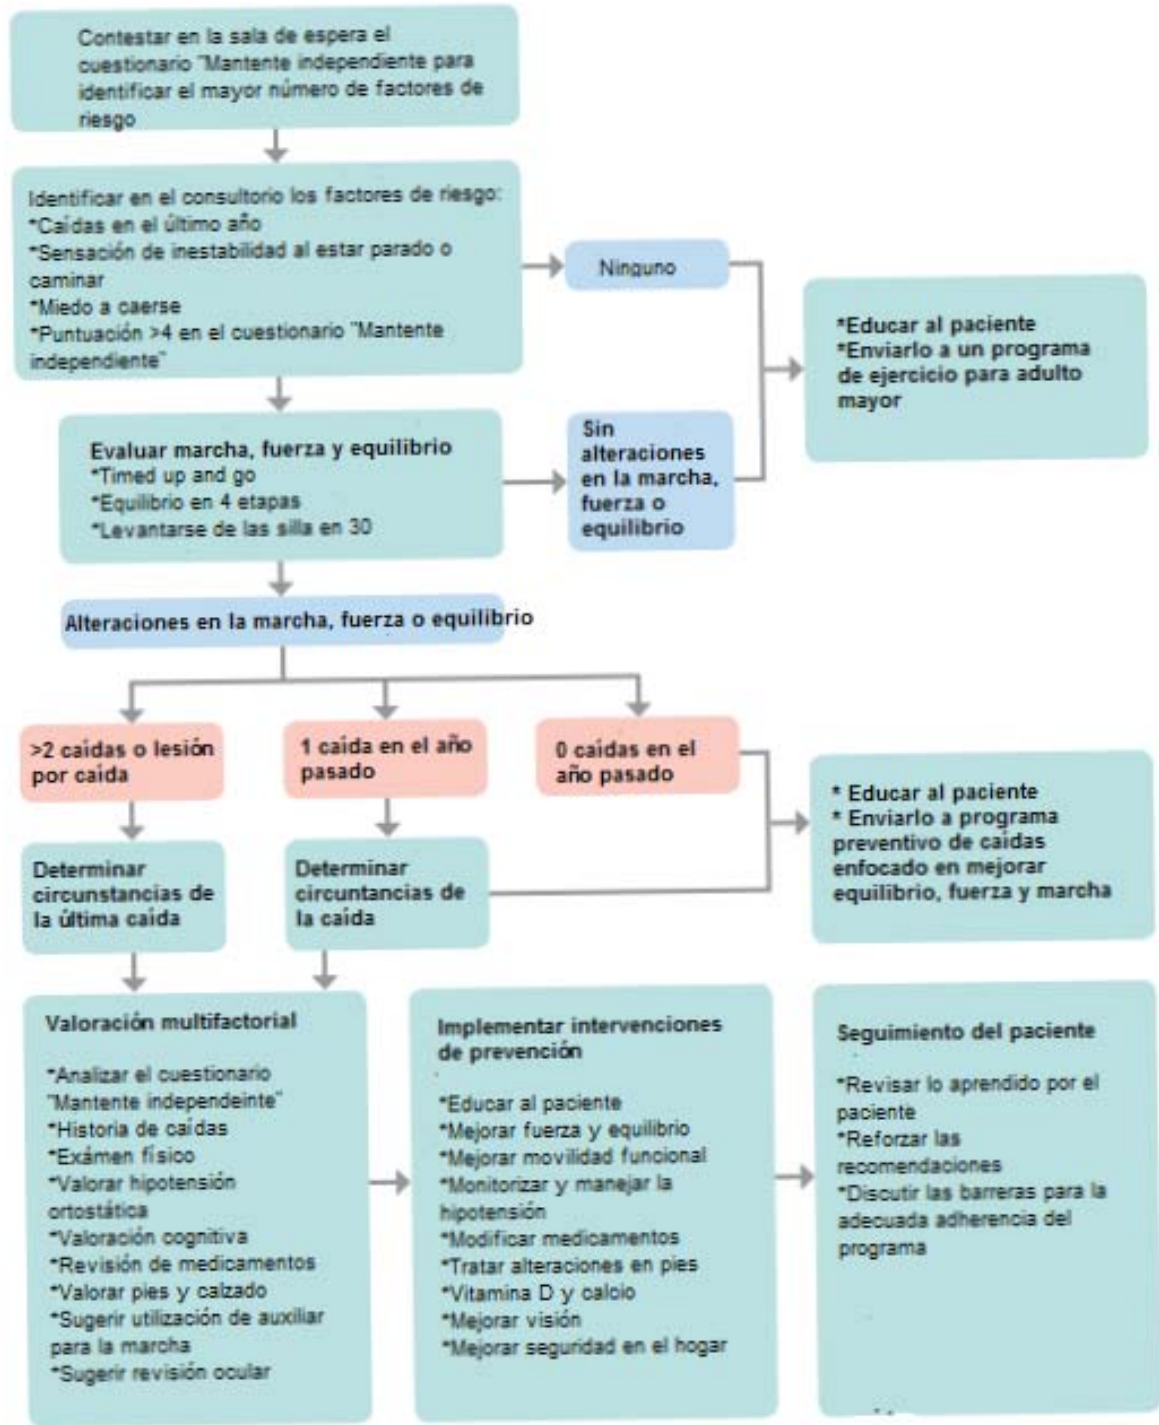 Contestar en la sala de espera el
cuestionario "Mantente independiente para
identificar el mayor número de factores de
riesgo
Identificar en el consultorio los factores de riesgo:
*Caídas en el último año
*Sensación de inestabilidad al estar parado o
caminar
*Miedo a caerse
*Puntuación >4 en el cuestionario "Mantente
independiente"
Ninguno
*Educar al paciente
*Enviarlo a un programa
de ejercicio para adulto
mayor
Evaluar marcha, fuerza y equilibrio
*Timed up and go
*Equilibrio en 4 etapas
*Levantarse de las silla en 30
Sin
alteraciones
en la marcha,
fuerza o
equilibrio
Alteraciones en la marcha, fuerza o equilibrio
>2 caídas o lesión
por caída
1 caída en el año
pasado
0 caídas en el
año pasado
* Educar al paciente
* Enviarlo a programa
preventivo de caídas
enfocado en mejorar
equilibrio, fuerza y marcha
Determinar
circunstancias de
la última caída
Determinar
circuntancias de
la caída
Valoración multifactorial
*Analizar el cuestionario
"Mantente independeinte"
*Historia de caídas
*Exámen físico
*Valorar hipotensión
ortostática
*Valoración cognitiva
*Revisión de medicamentos
*Valorar pies y calzado
*Sugerir utilización de auxiliar
para la marcha
*Sugerir revisión ocular
Implementar intervenciones
de prevención
*Educar al paciente
*Mejorar fuerza y equilibrio
*Mejorar movilidad funcional
*Monitorizar y manejar la
hipotensión
*Modificar medicamentos
*Tratar alteraciones en pies
*Vitamina D y calcio
*Mejorar visión
*Mejorar seguridad en el hogar
Seguimiento del paciente
*Revisar lo aprendido por el
paciente
*Reforzar las
recomendaciones
*Discutir las barreras para la
adecuada adherencia del
programa